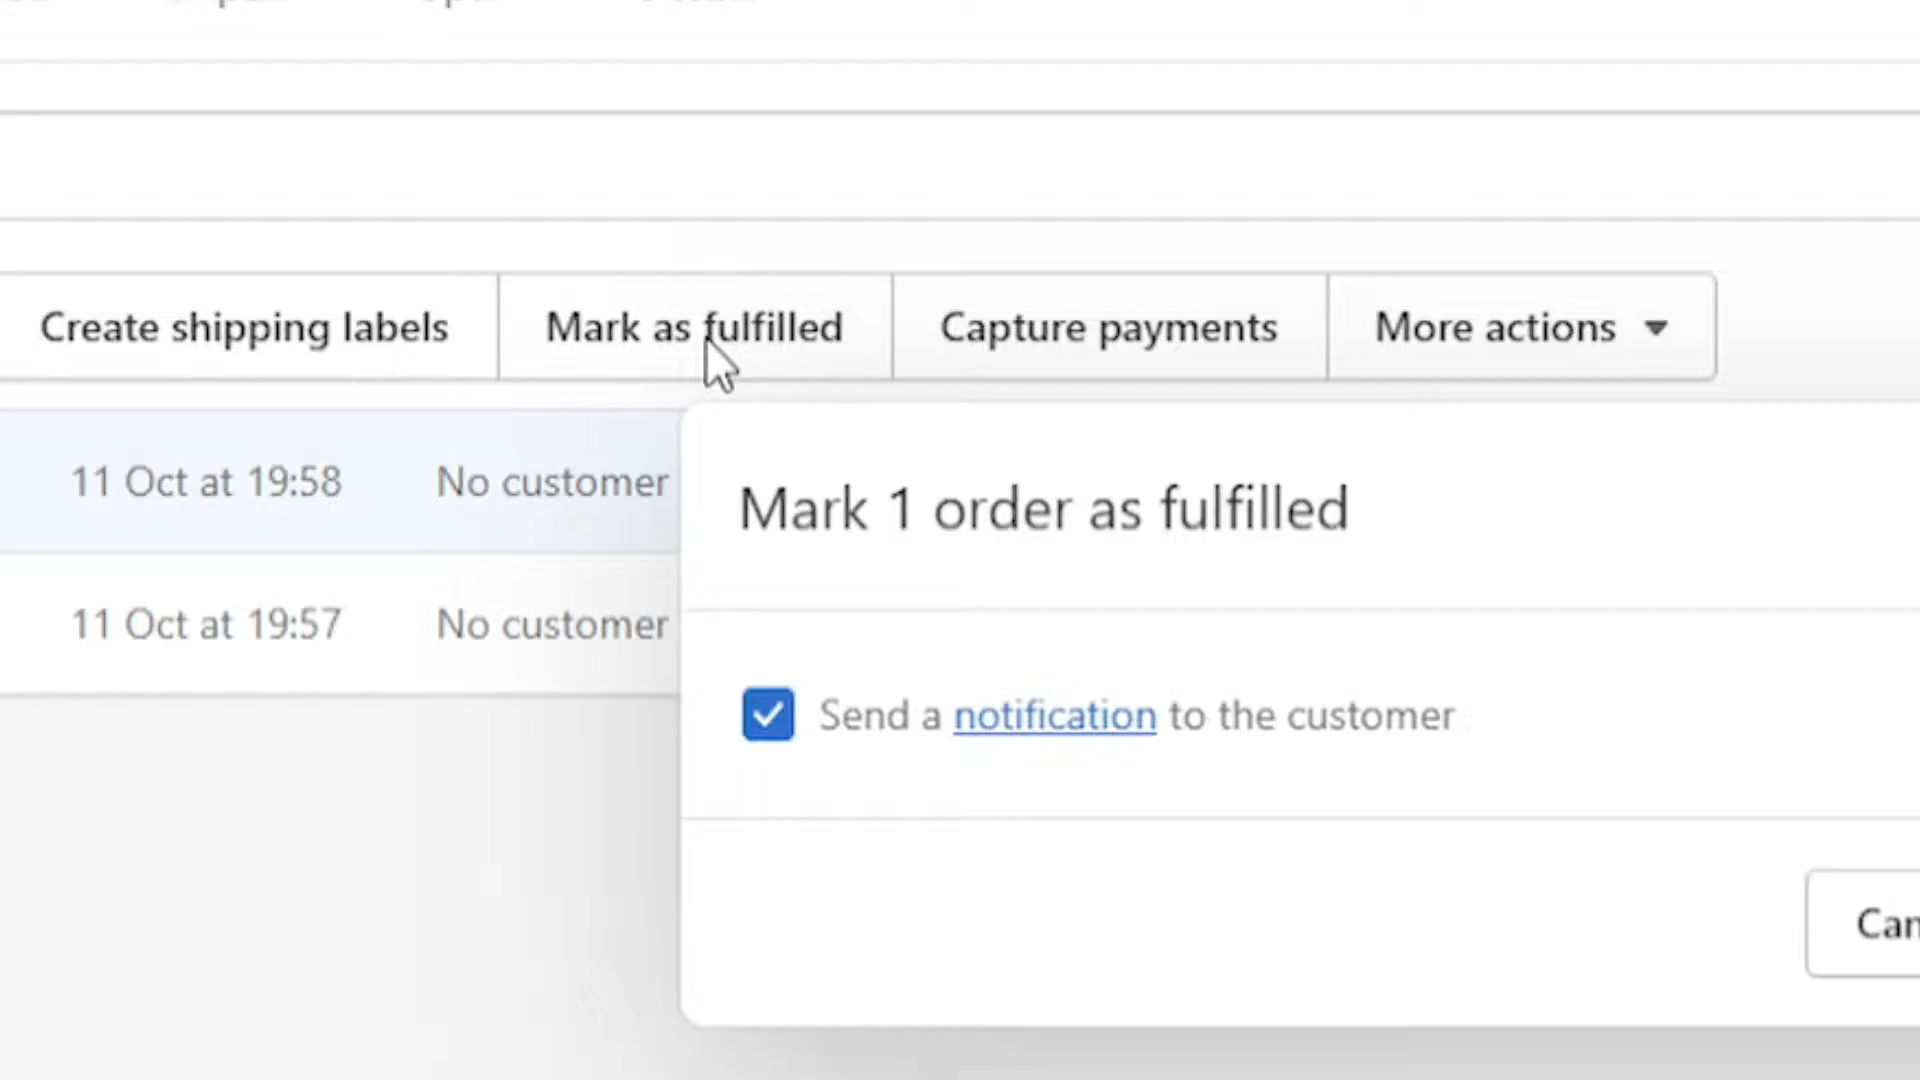 Create shipping labels Mark as fulfilled Capture payments More actions
11 Oct at 19:58 No customer
Mark 1 order as fulfilled
11 Oct at 19:57 No customer
Send a notification to the customer